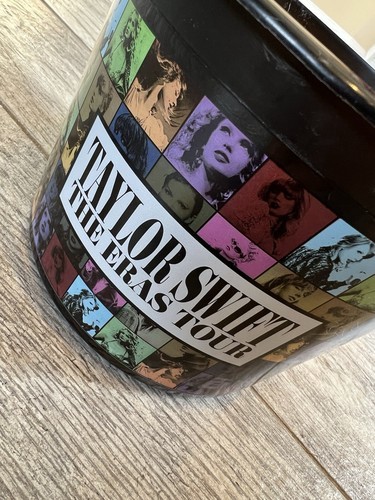 TAYLOR SWIFT
THE ERAS TOUR